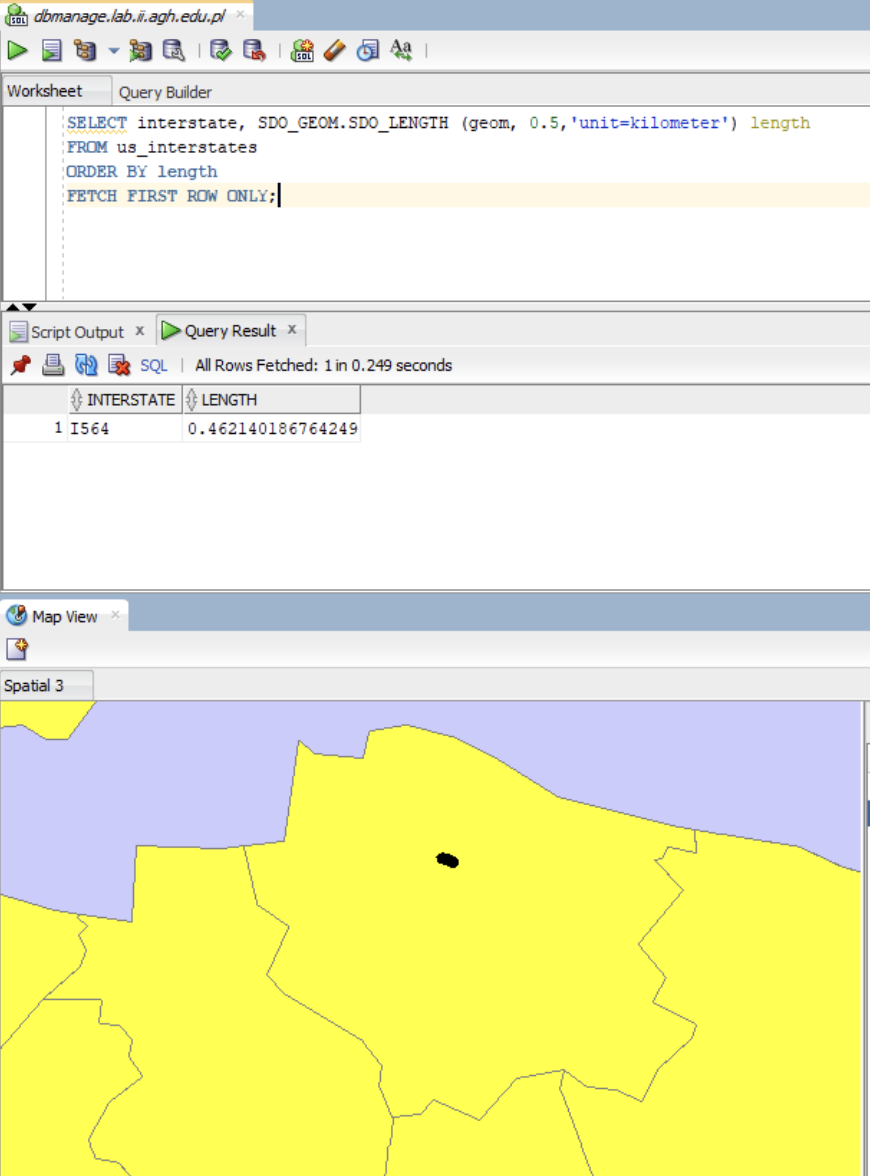 dbmanage.lab.ii.agh.edu.pl
SQL
Aa
Worksheet Query Builder
SELECT interstate, SDO_GEOM.SDO_LENGTH (geom, 0.5,'unit=kilometer') length
FROM us_interstates
ORDER BY length
FETCH FIRST ROW ONLY;
Script Output x Query Result x
SQL | All Rows Fetched: 1 in 0.249 seconds
INTERSTATE LENGTH
1 I564 0.462140186764249
Map View
Spatial 3